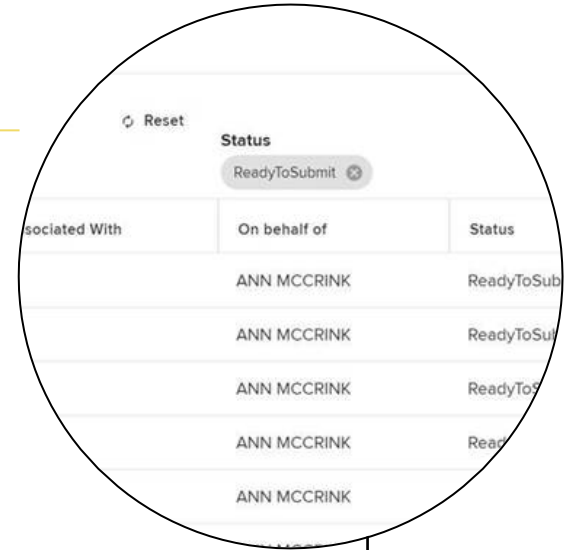 Reset
Status
ReadyToSubmit
sociated With On behalf of Status
ANN MCCRINK ReadyToSub
ANN MCCRINK ReadyToSub
ANN MCCRINK ReadyToS
ANN MCCRINK Read
ANN MCCRINK